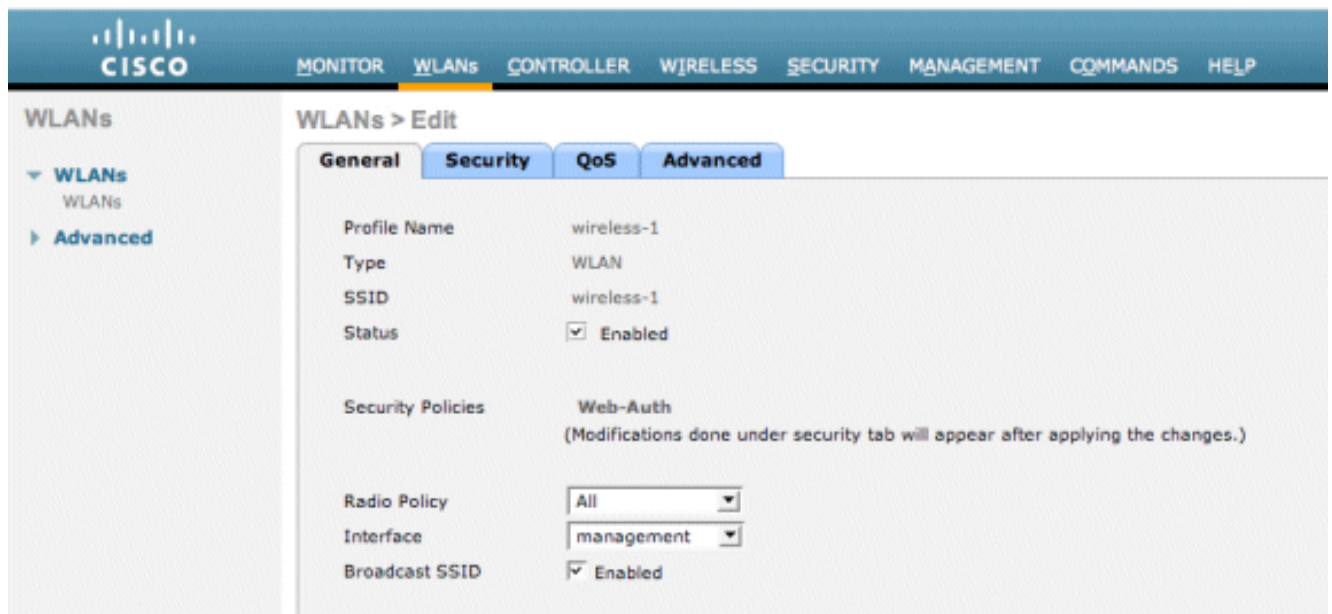 CISCO
MONITOR WLANs CONTROLLER WIRELESS SECURITY MANAGEMENT COMMANDS HELP
WLANs
WLANs
WLANs
Advanced
WLANs > Edit
General Security QoS Advanced
Profile Name wireless-1
Type WLAN
SSID wireless-1
Status Enabled
Security Policies Web-Auth
(Modifications done under security tab will appear after applying the changes.)
Radio Policy All
Interface management
Broadcast SSID Enabled